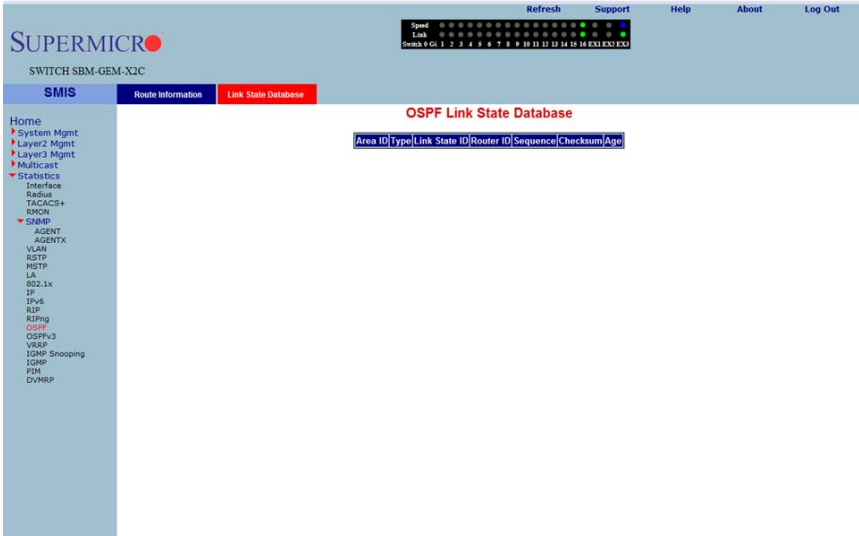 Refresh Support Help About Log Out
SUPERMICRO
SWITCH SBM-GEM-X2C
Speed
Link
Switch 0 Gi 1 2 3 4 5 6 7 8 9 10 11 12 13 14 15 16 EX1 EX2 EX3
SMIS
Route Information
Link State Database
OSPF Link State Database
Area ID Type Link State ID Router ID Sequence Checksum Age
Home
System Mgmt
Layer2 Mgmt
Layer3 Mgmt
Multicast
Statistics
Interface
Radius
TACACS+
RMON
SNMP
AGENT
AGENTX
VLAN
RSTP
MSTP
LA
802.1x
IP
IPv6
RIP
RIPng
OSPF
OSPFv3
VRRP
IGMP Snooping
IGMP
PIM
DVMRP